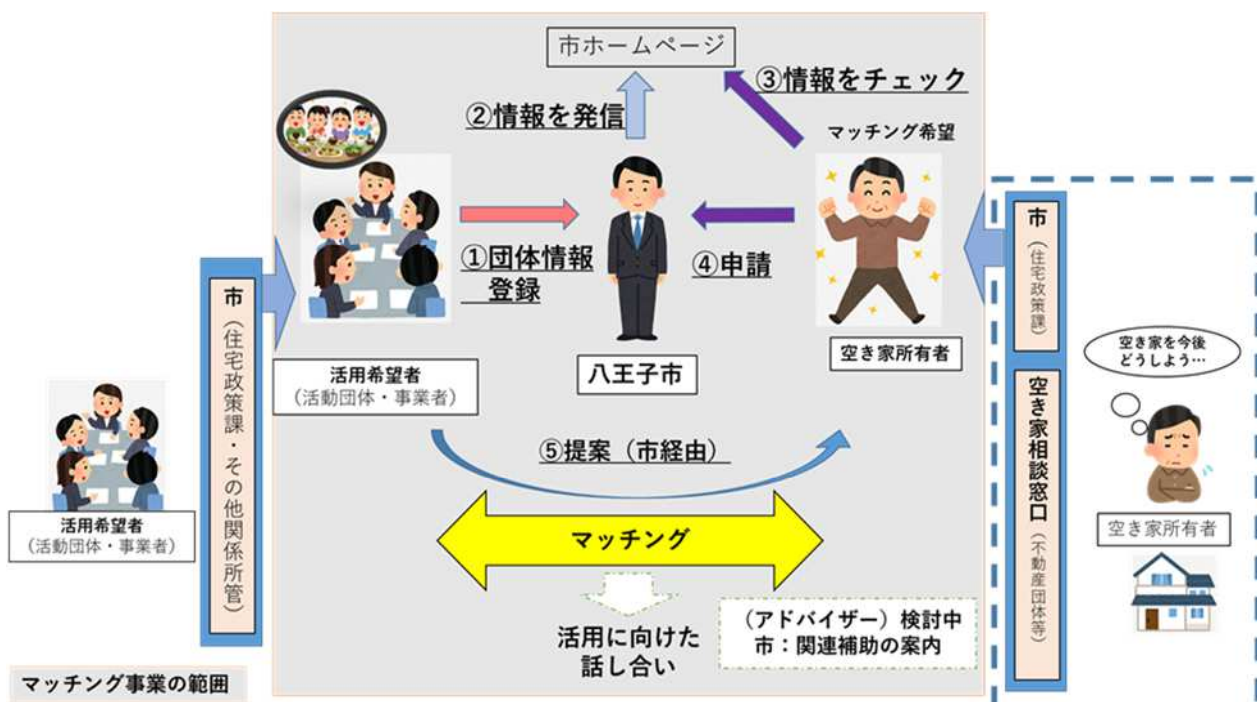 市ホームページ
③情報をチェック
②情報を発信
マッチング希望
①団体情報
登録
④申請
活用希望者
（活動団体・事業者）
八王子市
空き家所有者
市（住宅政策課・その他関係所管）
活用希望者
（活動団体・事業者）
市（住宅政策課）
空き家相談窓口（不動産団体等）
空き家を今後
どうしよう…
空き家所有者
⑤提案（市経由）
マッチング
活用に向けた
話し合い
（アドバイザー）検討中
市：関連補助の案内
マッチング事業の範囲